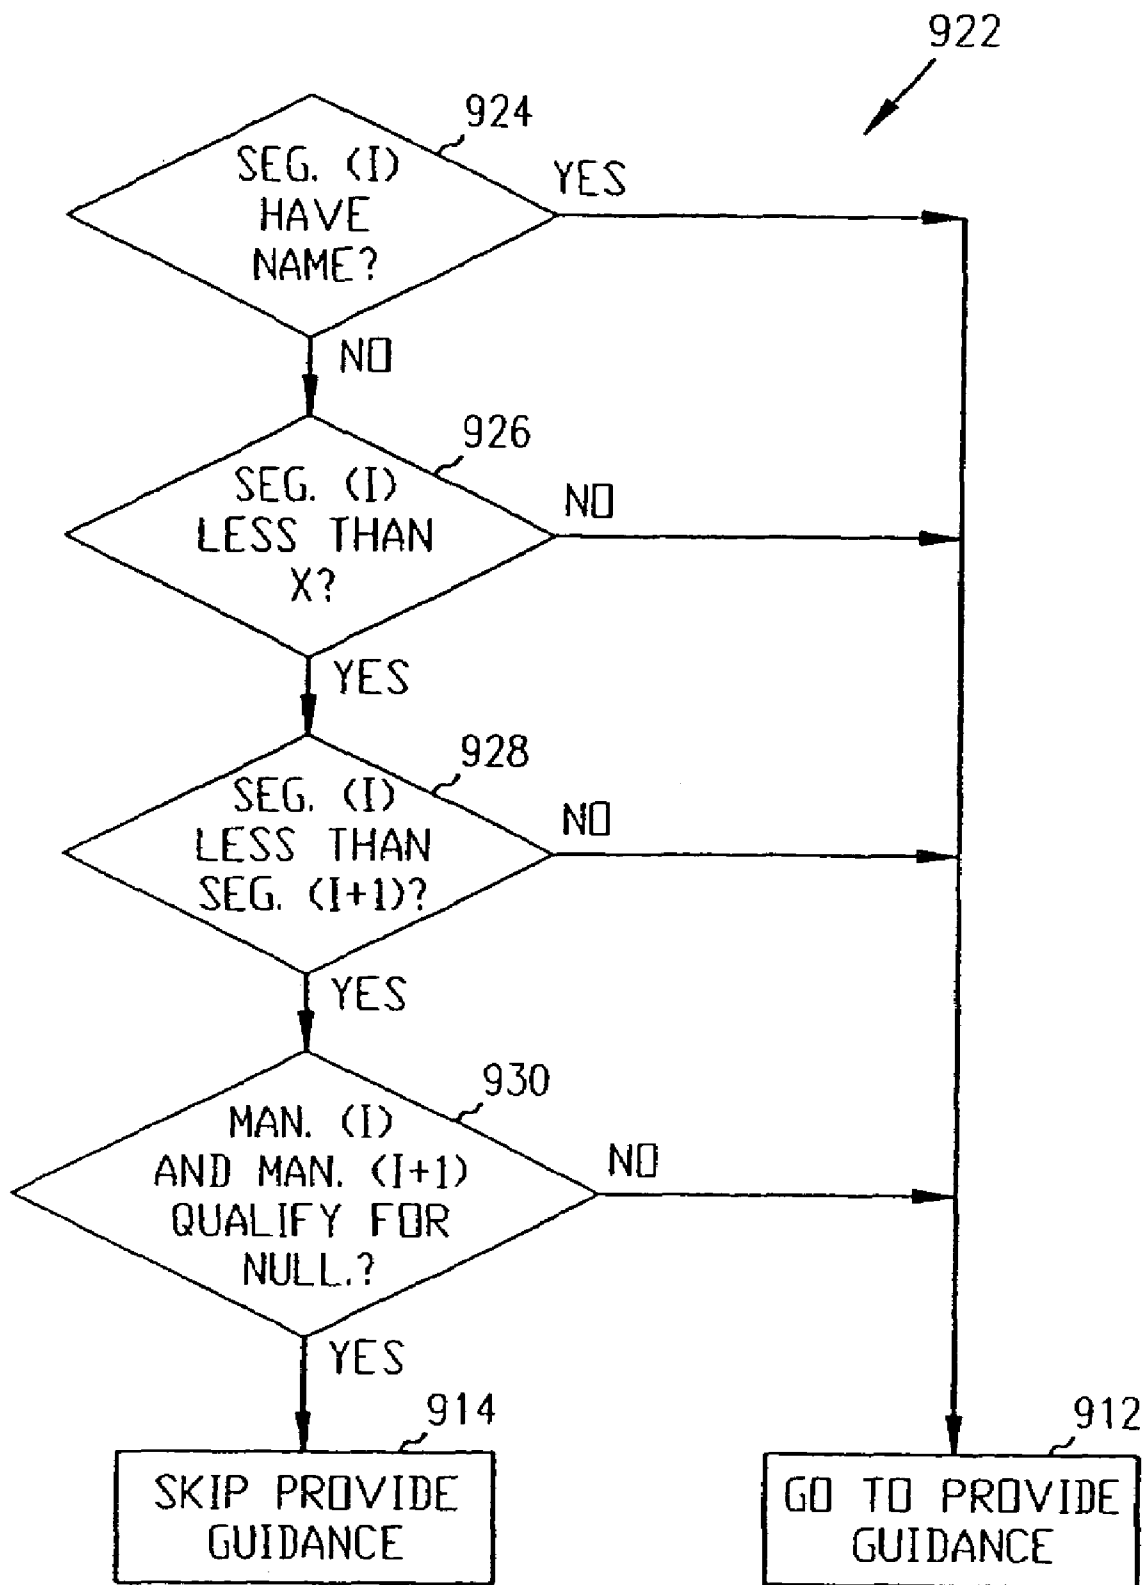 922
924
SEG. (I)
HAVE
NAME?
YES
NO
926
SEG. (I)
LESS THAN
X?
NO
YES
928
SEG. (I)
LESS THAN
SEG. (I+1)?
NO
YES
930
MAN. (I)
AND MAN. (I+1)
QUALIFY FOR
NULL.?
NO
YES
914
SKIP PROVIDE
GUIDANCE
912
GO TO PROVIDE
GUIDANCE